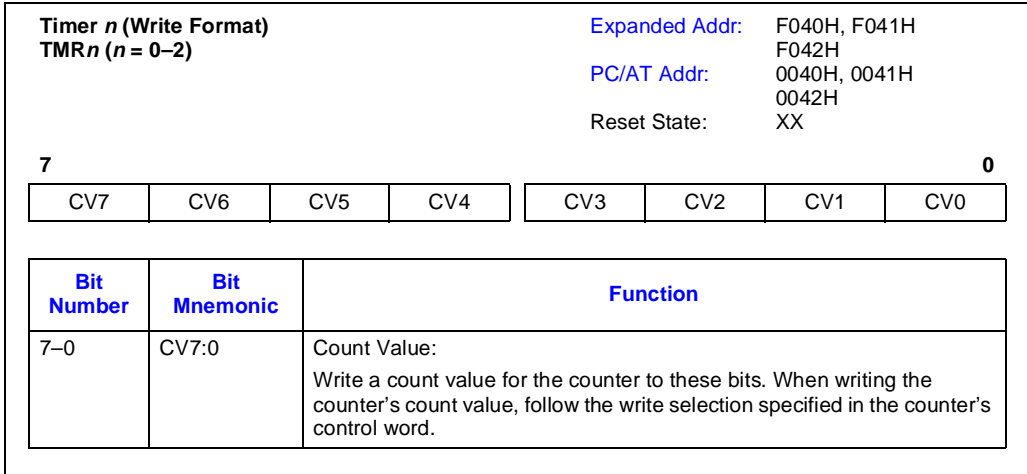 Timer n (Write Format) Expanded Addr: F040H, F041H
TMRn (n = 0–2) F042H
PC/AT Addr: 0040H, 0041H
0042H
Reset State: XX
7 0
CV7 CV6 CV5 CV4 CV3 CV2 CV1 CV0
Bit Number Bit Mnemonic Function
7–0 CV7:0 Count Value:
Write a count value for the counter to these bits. When writing the
counter’s count value, follow the write selection specified in the counter’s
control word.